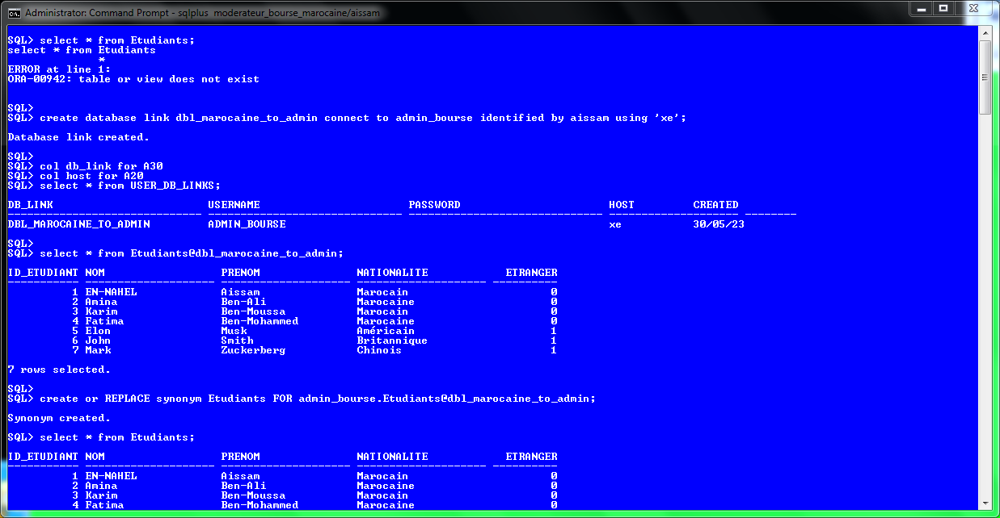 Administrator: Command Prompt - sqlplus  moderateur_bourse_marocaine/aissam
SQL> select * from Etudiants;
select * from Etudiants
              *
ERROR at line 1:
ORA-00942: table or view does not exist
SQL>
SQL> create database link dbl_marocaine_to_admin connect to admin_bourse identified by aissam using 'xe';
Database link created.
SQL>
SQL> col db_link for A30
SQL> col host for A20
SQL> select * from USER_DB_LINKS;
DB_LINK USERNAME PASSWORD HOST CREATED
DBL_MAROCAINE_TO_ADMIN ADMIN_BOURSE xe 30/05/23
SQL>
SQL> select * from Etudiants@dbl_marocaine_to_admin;
ID_ETUDIANT NOM PRENOM NATIONALITE ETRANGER
1 EN-NAHEL Aissam Marocain 0
2 Amina Ben-Ali Marocaine 0
3 Karim Ben-Moussa Marocain 0
4 Fatima Ben-Mohammed Marocaine 0
5 Elon Musk Américain 1
6 John Smith Britannique 1
7 Mark Zuckerberg Chinois 1
7 rows selected.
SQL>
SQL> create or REPLACE synonym Etudiants FOR admin_bourse.Etudiants@dbl_marocaine_to_admin;
Synonym created.
SQL> select * from Etudiants;
ID_ETUDIANT NOM PRENOM NATIONALITE ETRANGER
1 EN-NAHEL Aissam Marocain 0
2 Amina Ben-Ali Marocaine 0
3 Karim Ben-Moussa Marocain 0
4 Fatima Ben-Mohammed Marocaine 0